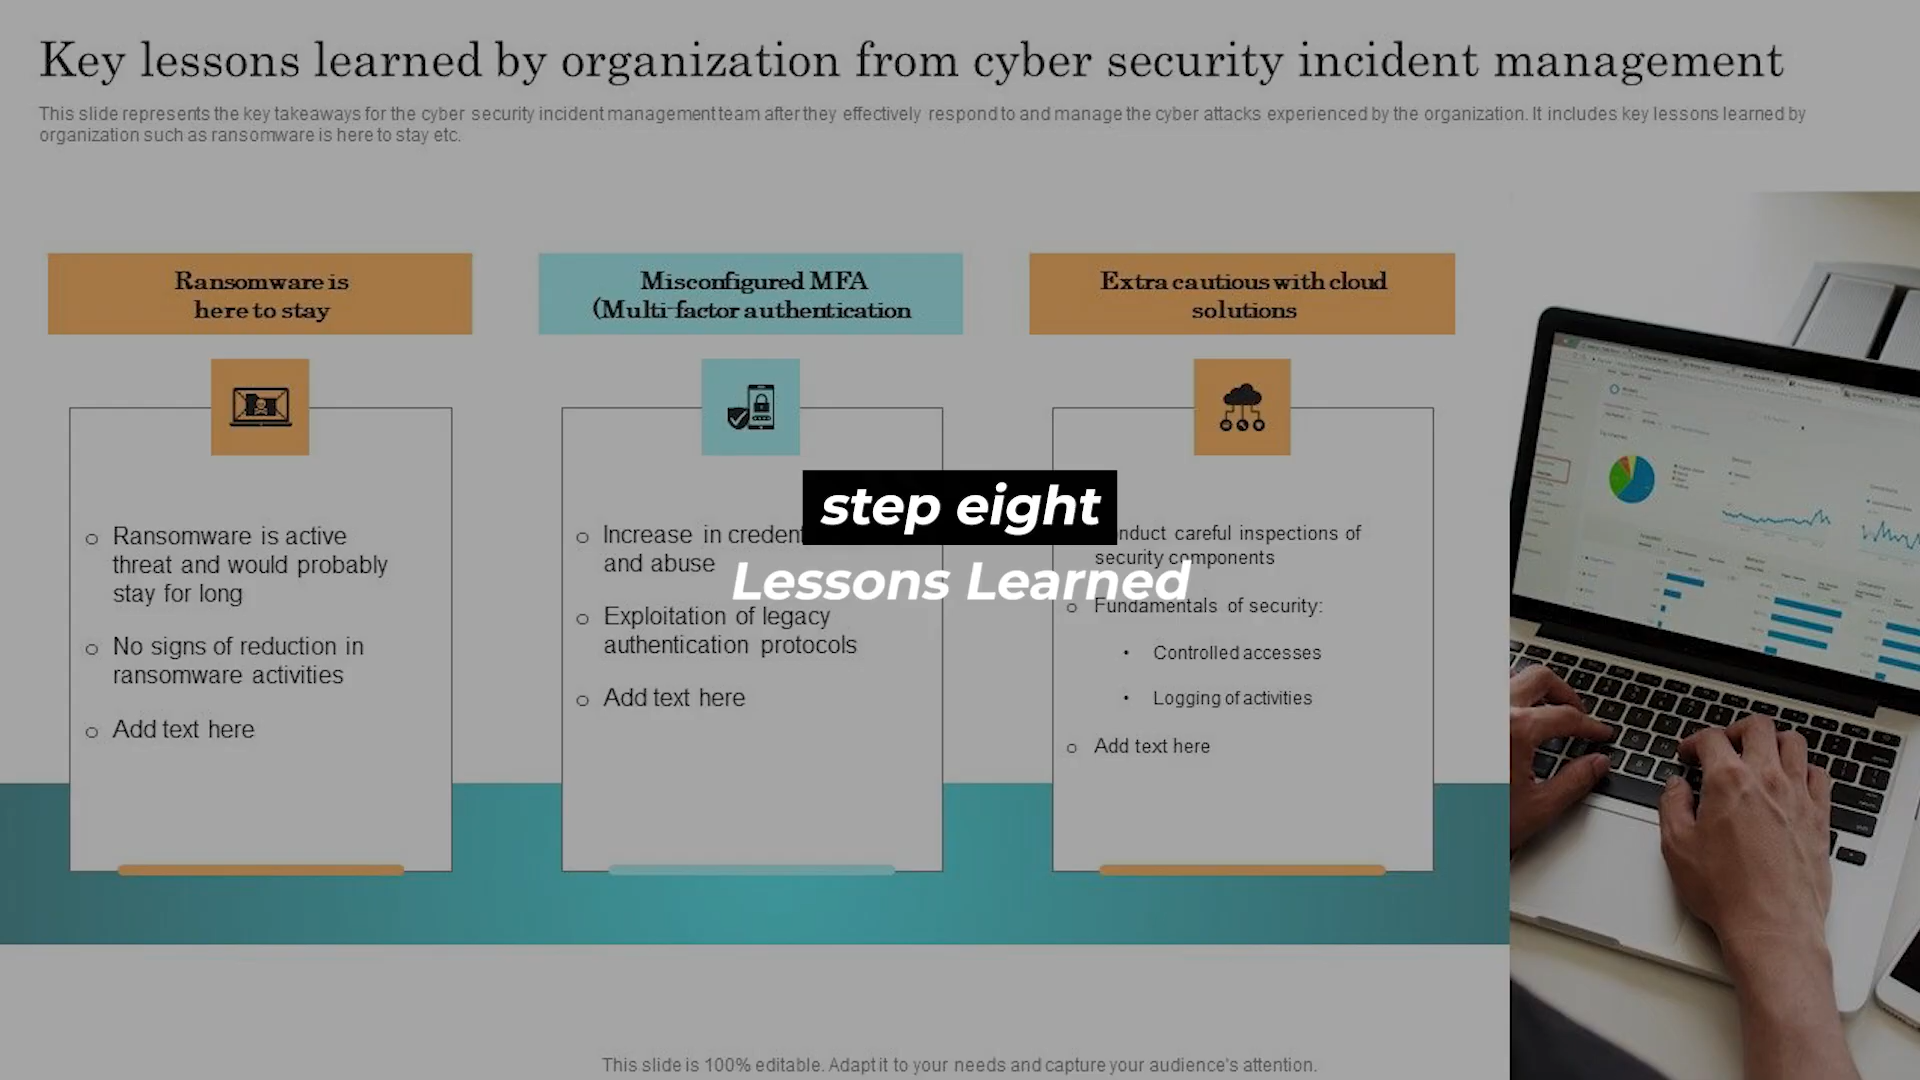 Key lessons learned by organization from cyber security incident management
This slide represents the key takeaways for the cyber security incident management team after they effectively respond to and manage the cyber attacks experienced by the organization. It includes key lessons learned by
organization such as ransomware is here to stay etc.
Ransomware is
here to stay
Ransomware is active
threat and would probably
stay for long
No signs of reduction in
ransomware activities
Add text here
Misconfigured MFA
(Multi-factor authentication
Increase in
and abuse
Exploitation of legacy
authentication protocols
Add text here
Extra cautious with cloud
solutions
careful inspections of
security components
Fundamentals of security:
Controlled accesses
Logging of activities
Add text here
step eight
Lessons Learned
This slide is 100% editable. Adapt it to your needs and capture your audience's attention.